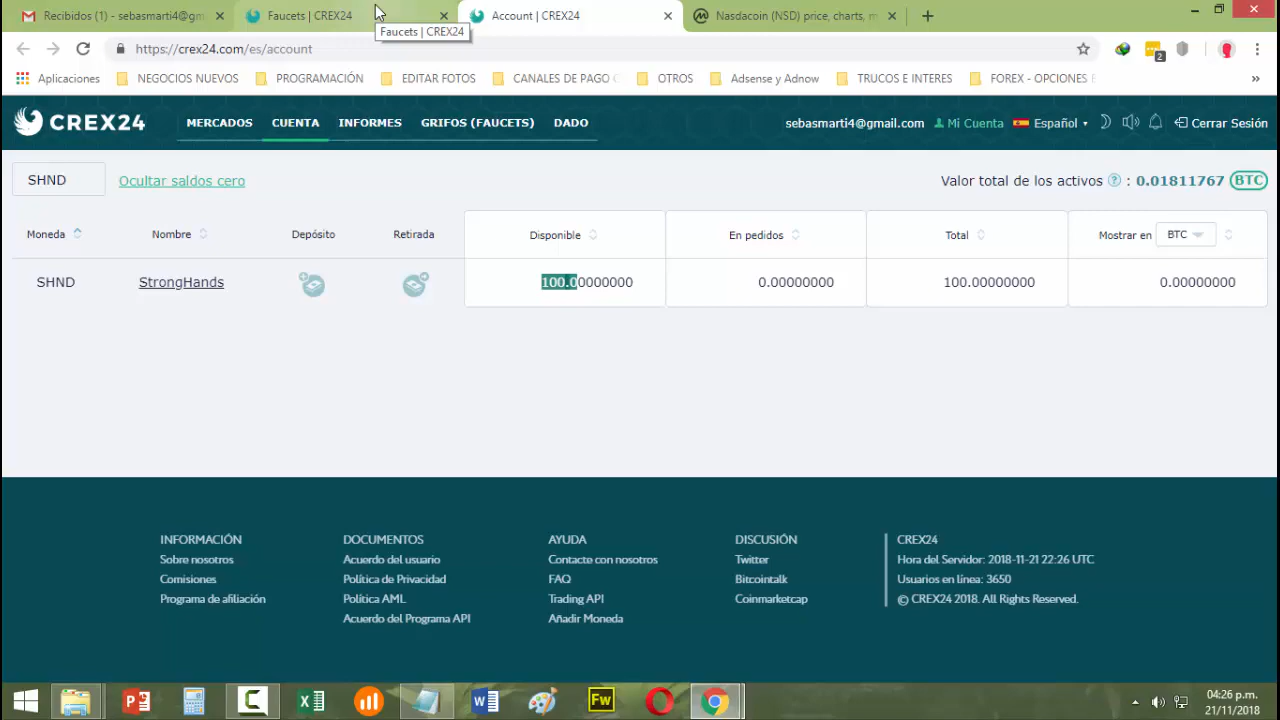 Recibidos (1) - sebasmarti4@gm
Faucets | CREX24
Account | CREX24
Nasdacoin (NSD) price, charts, m
Faucets | CREX24
https://crex24.com/es/account
2
Aplicaciones
NEGOCIOS NUEVOS
PROGRAMACIÓN
EDITAR FOTOS
CANALES DE PAGO
OTROS
Adsense y Adnow
TRUCOS E INTERES
FOREX - OPCIONES
»
CREX24
MERCADOS
CUENTA
INFORMES
GRIFOS (FAUCETS)
DADO
sebasmarti4@gmail.com
Mi Cuenta
Español
Cerrar Sesión
SHND
Ocultar saldos cero
Valor total de los activos ? : 0.01811767 BTC
Moneda
Nombre
Depósito
Retirada
Disponible
En pedidos
Total
Mostrar en
BTC
SHND
StrongHands
100.00000000
0.00000000
100.00000000
0.00000000
INFORMACIÓN
Sobre nosotros
Comisiones
Programa de afiliación
DOCUMENTOS
Acuerdo del usuario
Política de Privacidad
Política AML
Acuerdo del Programa API
AYUDA
Contacte con nosotros
FAQ
Trading API
Añadir Moneda
DISCUSIÓN
Twitter
Bitcointalk
Coinmarketcap
CREX24
Hora del Servidor: 2018-11-21 22:26 UTC
Usuarios en línea: 3650
© CREX24 2018. All Rights Reserved.
Fw
04:26 p.m.
21/11/2018